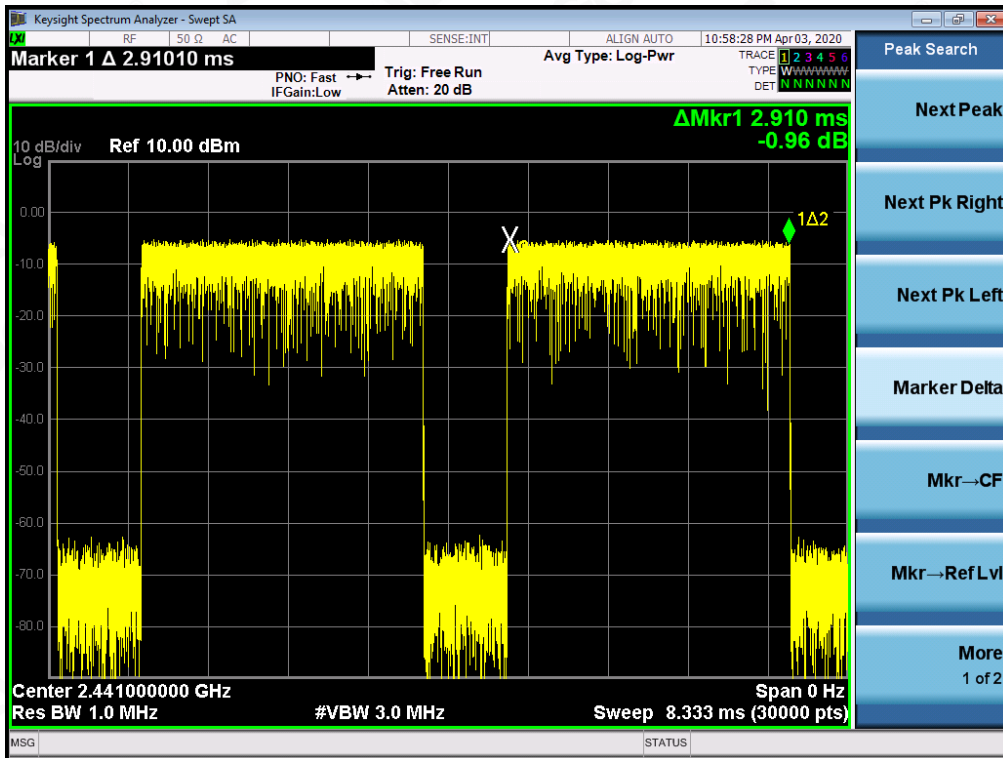 Keysight Spectrum Analyzer - Swept SA
LXI RF 50 Ω AC SENSE:INT ALIGN AUTO 10:58:28 PM Apr 03, 2020
Marker 1 Δ 2.91010 ms
PNO: Fast
IFGain:Low
Trig: Free Run
Atten: 20 dB
Avg Type: Log-Pwr
TRACE 1 2 3 4 5 6
TYPE WWWWWW
DET N N N N N N
ΔMkr1 2.910 ms
-0.96 dB
10 dB/div Ref 10.00 dBm
Log
0.00
-10.0
-20.0
-30.0
-40.0
-50.0
-60.0
-70.0
-80.0
1Δ2
Center 2.441000000 GHz Span 0 Hz
Res BW 1.0 MHz #VBW 3.0 MHz Sweep 8.333 ms (30000 pts)
MSG STATUS
Peak Search
Next Peak
Next Pk Right
Next Pk Left
Marker Delta
Mkr→CF
Mkr→Ref Lvl
More
1 of 2